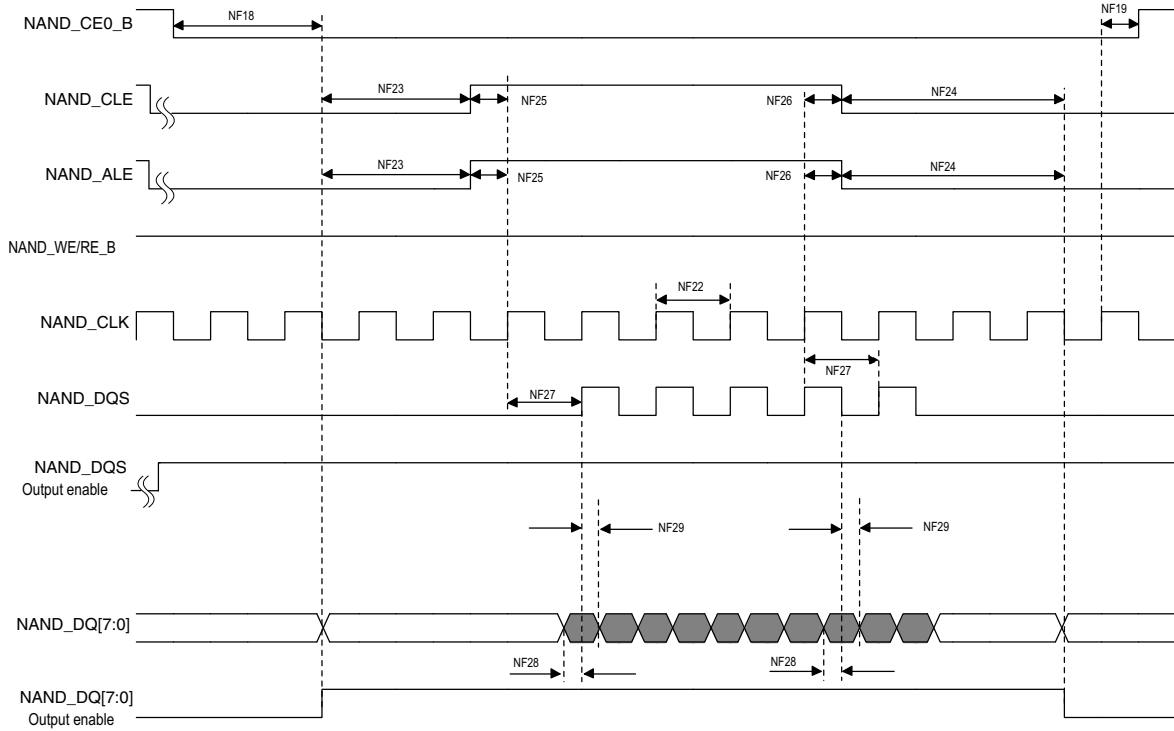 NAND_CE0_B
NF18
NF19
NAND_CLE
NF23
NF25
NF26
NF24
NAND_ALE
NF23
NF25
NF26
NF24
NAND_WE/RE_B
NAND_CLK
NF22
NAND_DQS
NF27
NF27
NAND_DQS
Output enable
NF29
NF29
NAND_DQ[7:0]
NF28
NF28
NAND_DQ[7:0]
Output enable